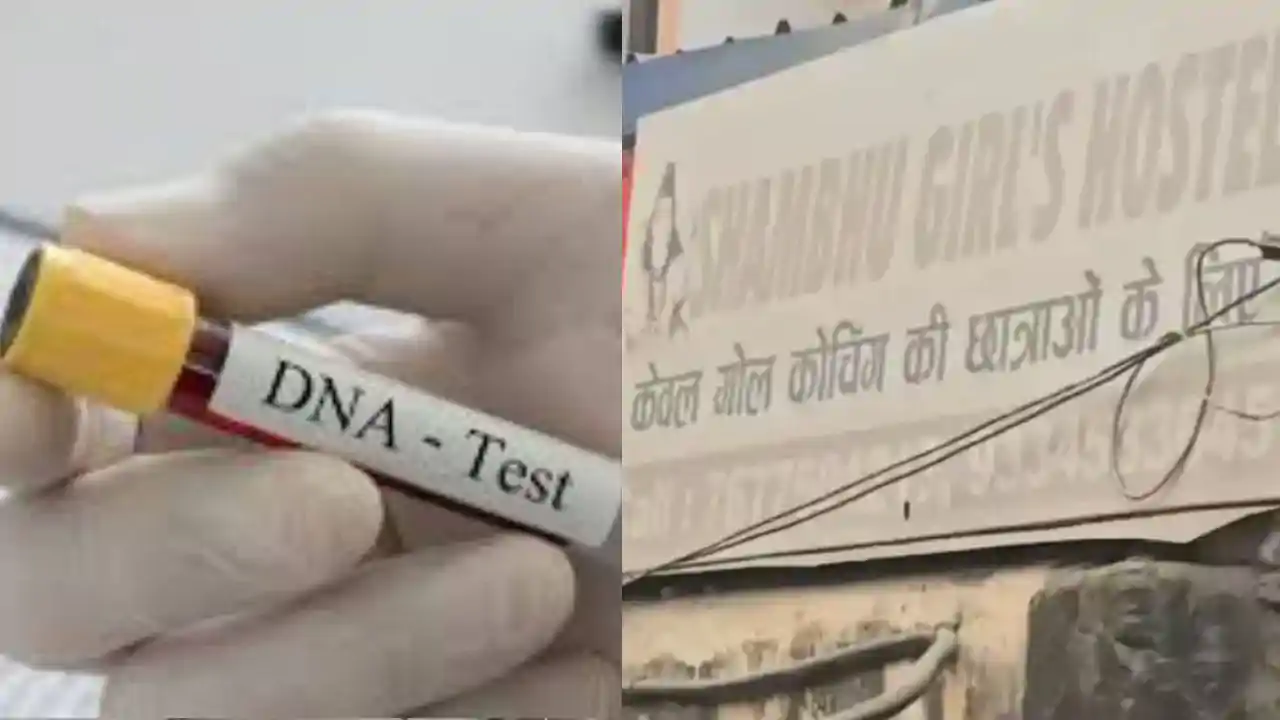 DNA - Test
SHAMBHU GIRL'S HOSTEL
केवल गोल कोचिंग की छात्राओं के लिए